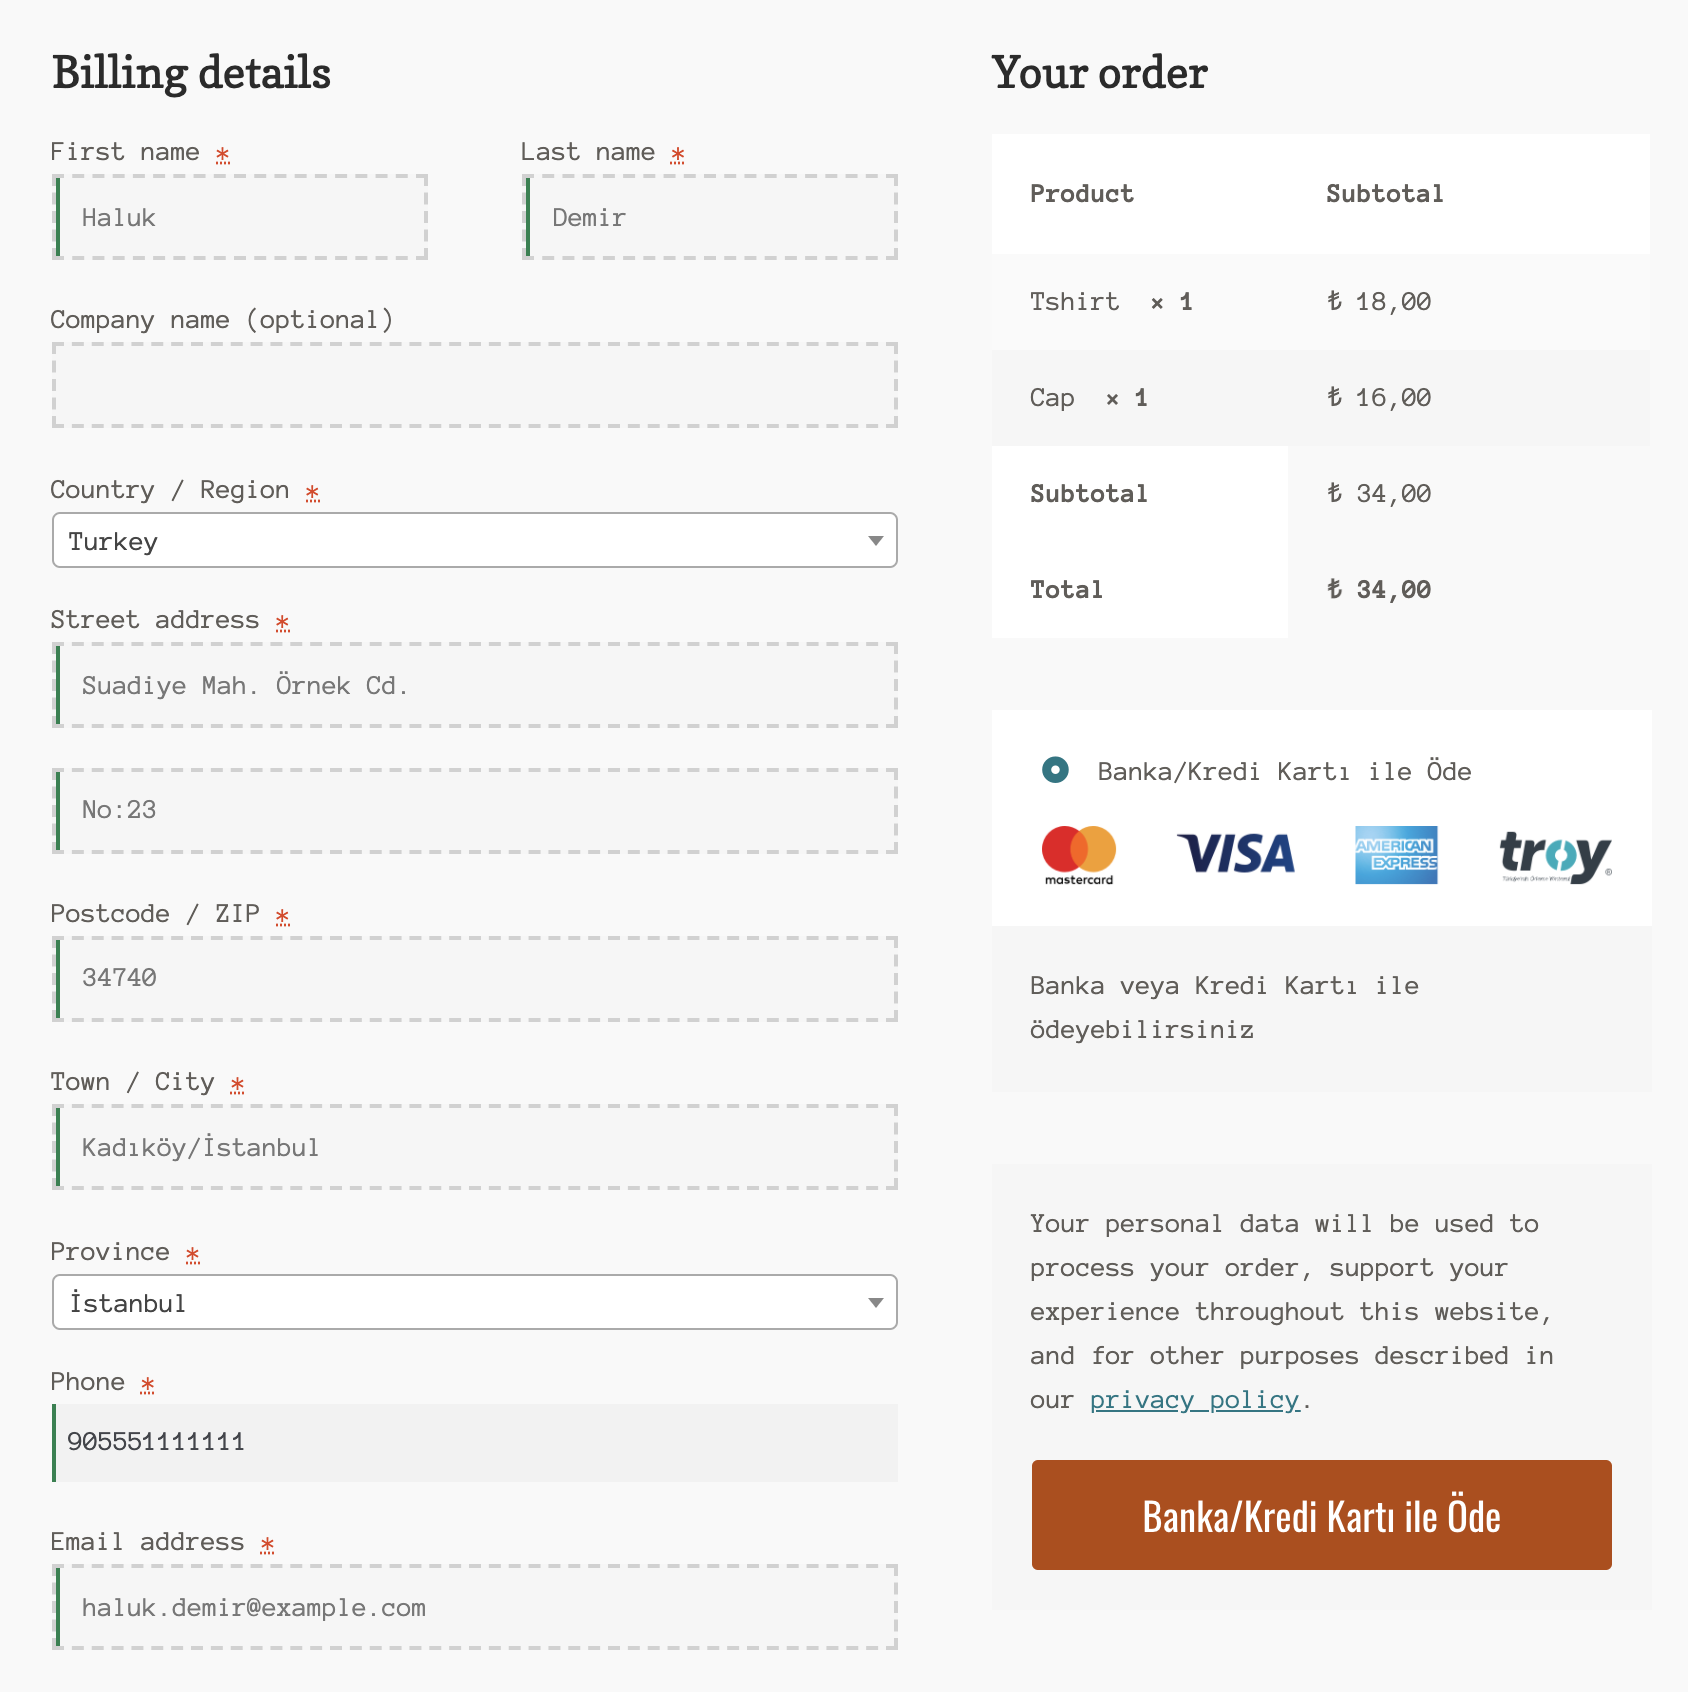 Billing details
First name *
Last name *
Haluk
Demir
Company name (optional)
Country / Region *
Turkey
Street address *
Suadiye Mah. Örnek Cd.
No:23
Postcode / ZIP *
34740
Town / City *
Kadıköy/İstanbul
Province *
İstanbul
Phone *
905551111111
Email address *
haluk.demir@example.com
Your order
Product Subtotal
Tshirt × 1 ₺ 18,00
Cap × 1 ₺ 16,00
Subtotal ₺ 34,00
Total ₺ 34,00
Banka/Kredi Kartı ile Öde
mastercard VISA AMERICAN EXPRESS troy®
Banka veya Kredi Kartı ile
ödeyebilirsiniz
Your personal data will be used to
process your order, support your
experience throughout this website,
and for other purposes described in
our privacy policy.
Banka/Kredi Kartı ile Öde